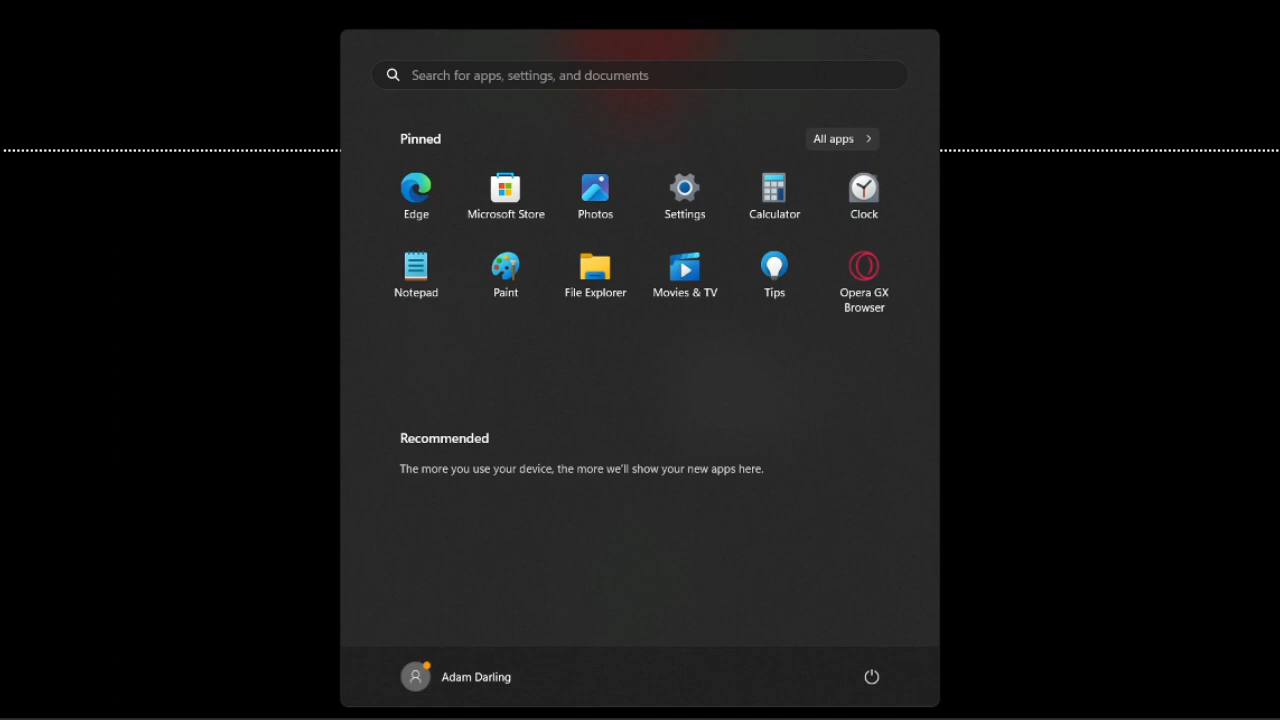 Search for apps, settings, and documents
Pinned
All apps
Edge
Microsoft Store
Photos
Settings
Calculator
Clock
Notepad
Paint
File Explorer
Movies & TV
Tips
Opera GX
Browser
Recommended
The more you use your device, the more we'll show your new apps here.
Adam Darling